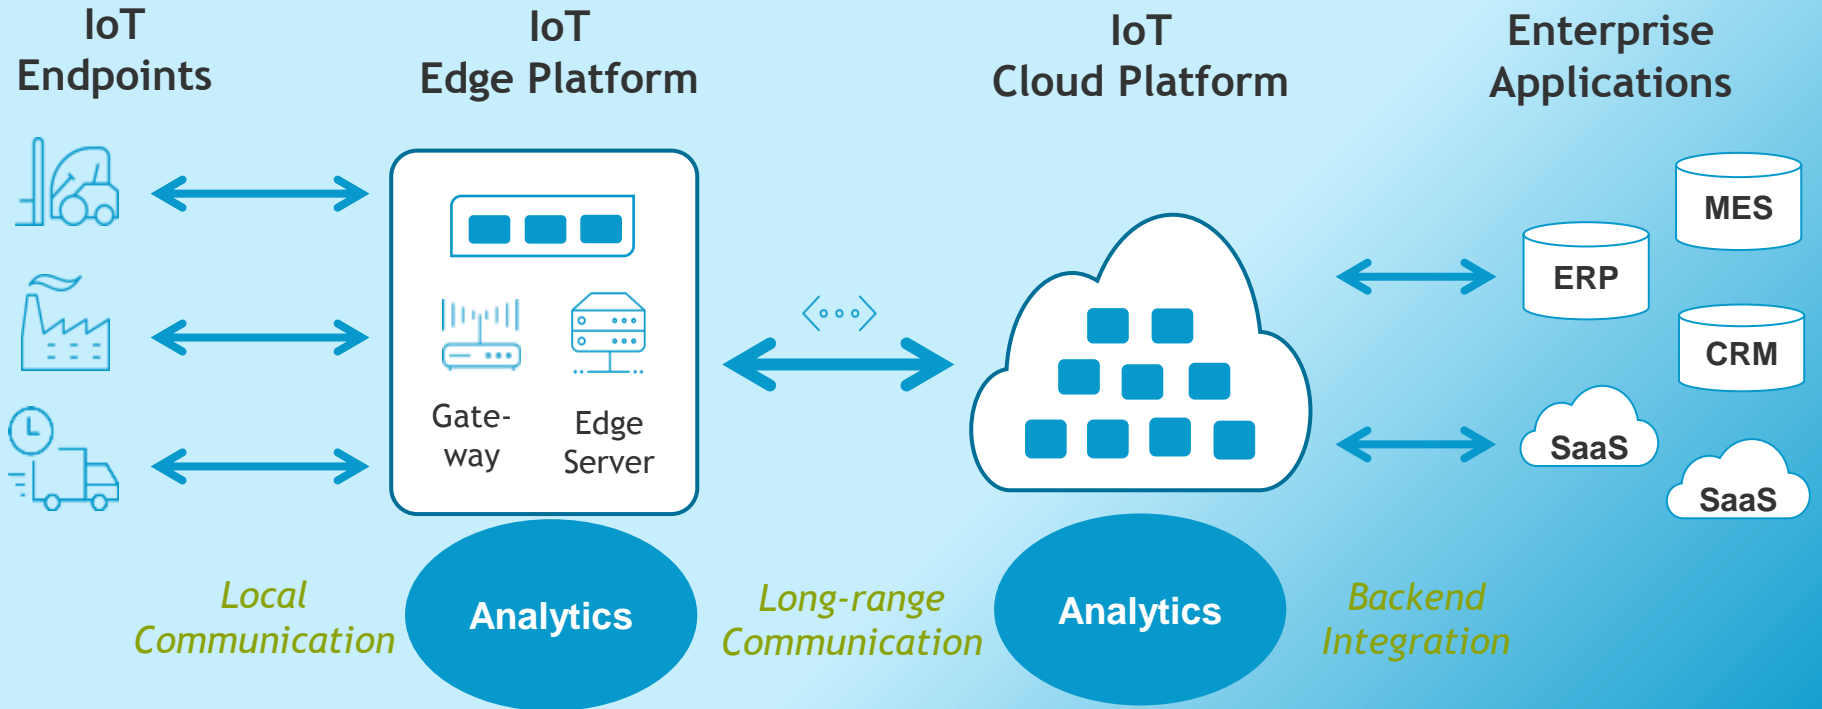 IoT
Endpoints
IoT
Edge Platform
IoT
Cloud Platform
Enterprise
Applications
Gate-
way
Edge
Server
MES
ERP
CRM
SaaS
SaaS
Local
Communication
Analytics
Long-range
Communication
Analytics
Backend
Integration